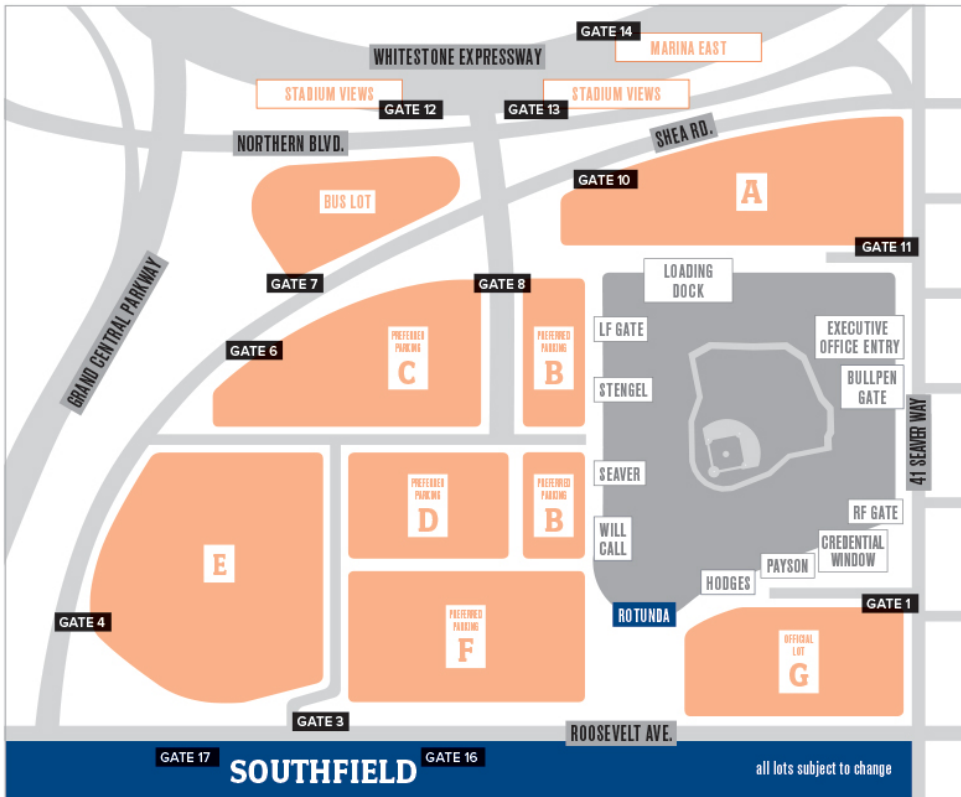 GATE 14
MARINA EAST
WHITESTONE EXPRESSWAY
STADIUM VIEWS
GATE 12
STADIUM VIEWS
GATE 13
NORTHERN BLVD.
SHEA RD.
GATE 10
BUS LOT
A
GATE 11
GATE 7
GATE 8
LOADING
DOCK
GRAND CENTRAL PARKWAY
GATE 6
PREFERRED
PARKING
C
PREFERRED
PARKING
B
LF GATE
EXECUTIVE
OFFICE ENTRY
STENGEL
BULLPEN
GATE
41 SEAVER WAY
SEAVER
PREFERRED
PARKING
D
PREFERRED
PARKING
B
E
WILL
CALL
RF GATE
CREDENTIAL
WINDOW
PAYSON
HODGES
GATE 1
ROTUNDA
GATE 4
PREFERRED
PARKING
F
OFFICIAL
LOT
G
GATE 3
ROOSEVELT AVE.
GATE 17
SOUTHFIELD
GATE 16
all lots subject to change